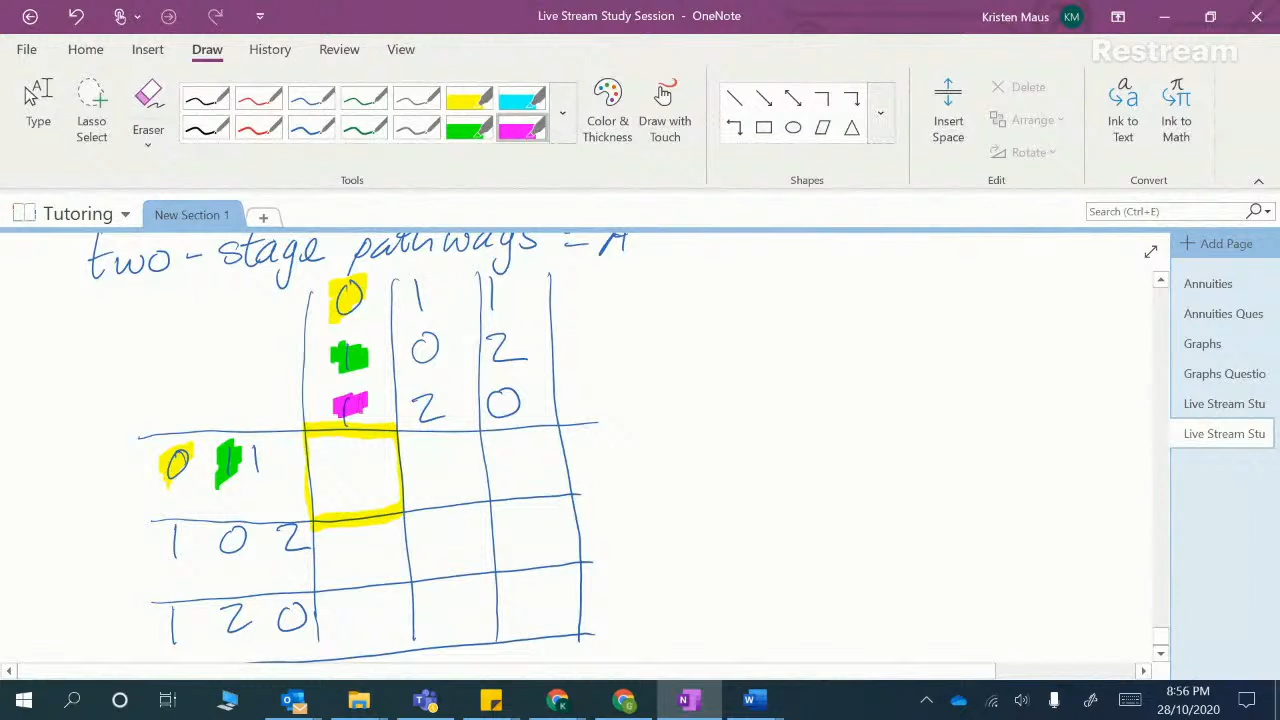 Live Stream Study Session - OneNote
Kristen Maus
KM
Restream
File
Home
Insert
Draw
History
Review
View
Type
Lasso Select
Eraser
Color & Thickness
Draw with Touch
Insert Space
Delete
Arrange
Rotate
Ink to Text
Ink to Math
Tools
Shapes
Edit
Convert
Tutoring
New Section 1
Search (Ctrl+E)
Add Page
Annuities
Annuities Ques
Graphs
Graphs Questio
Live Stream Stu
Live Stream Stu
two-stage pathways = A
0 1 1
1 0 2
1 2 0
0 1 1
1 0 2
1 2 0
8:56 PM
28/10/2020